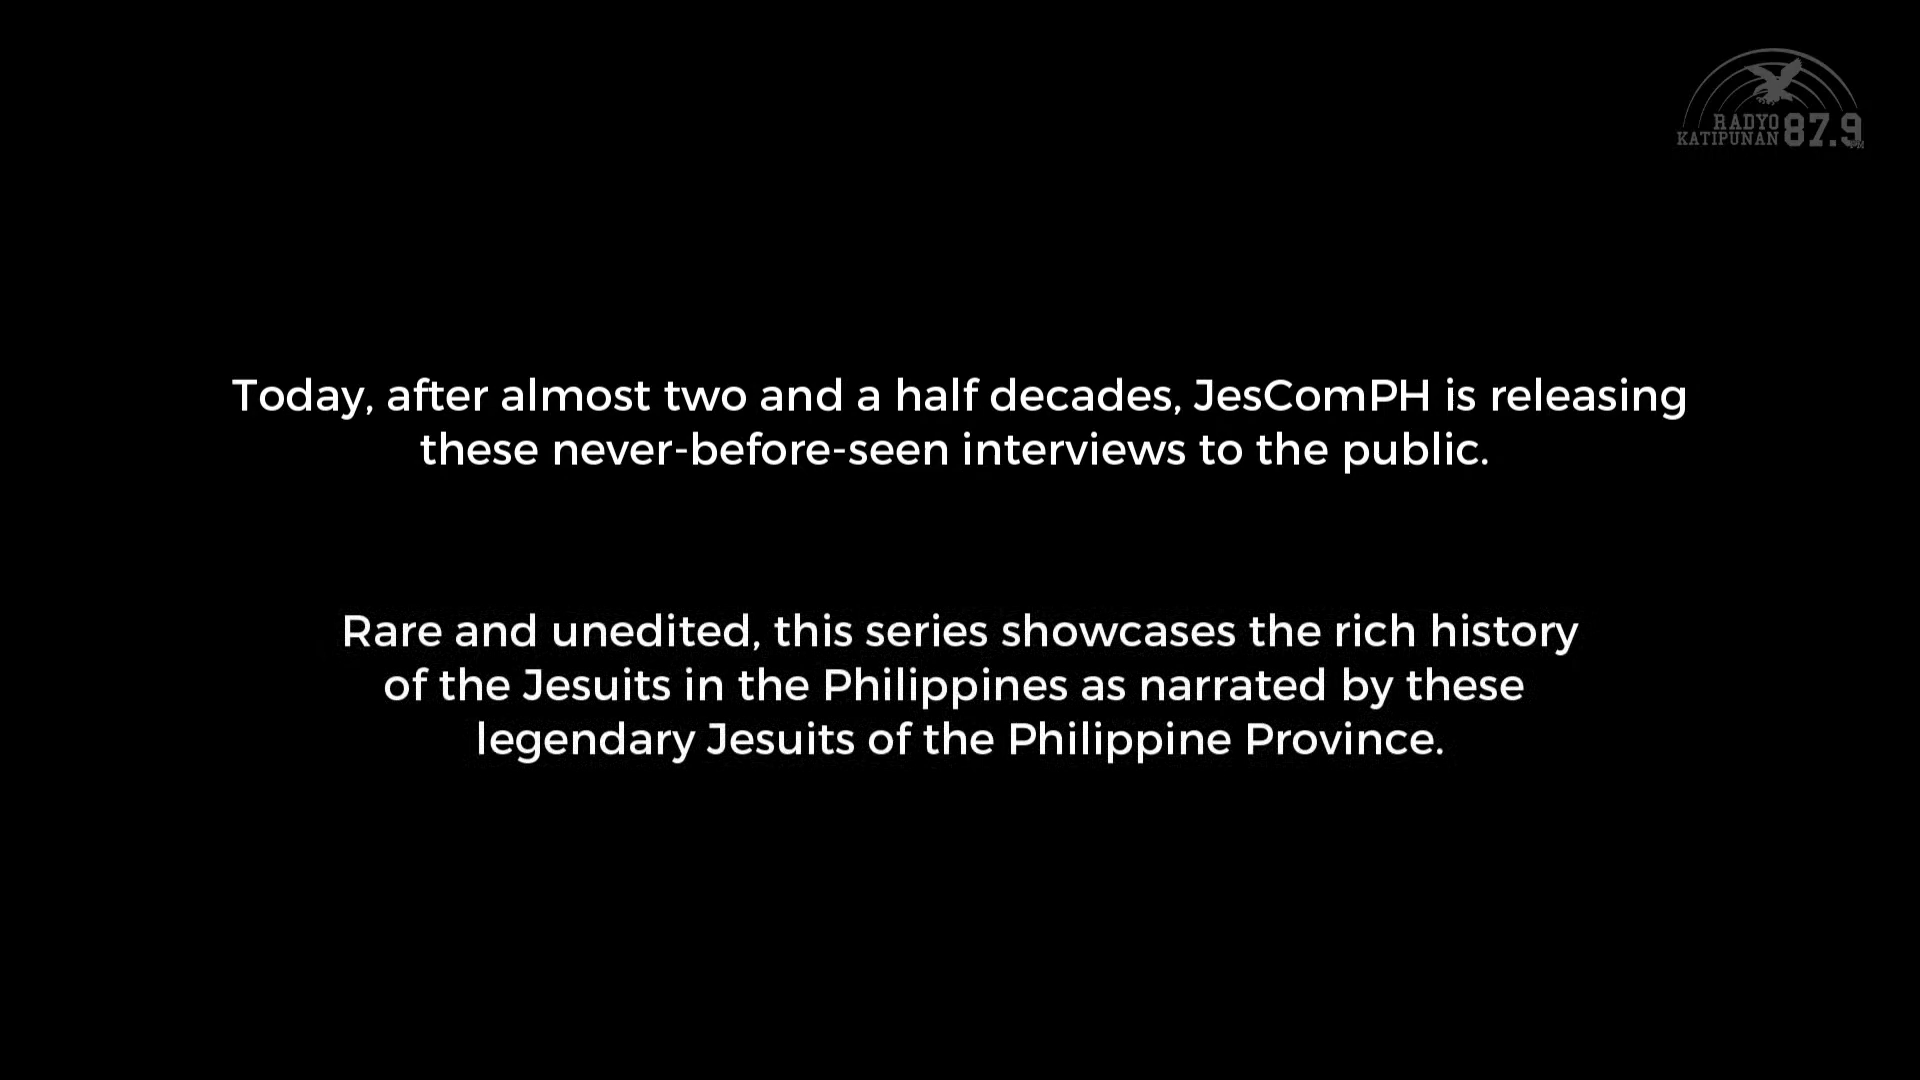 RADYO
KATIPUNAN 87.9
FM
Today, after almost two and a half decades, JesComPH is releasing
these never-before-seen interviews to the public.
Rare and unedited, this series showcases the rich history
of the Jesuits in the Philippines as narrated by these
legendary Jesuits of the Philippine Province.